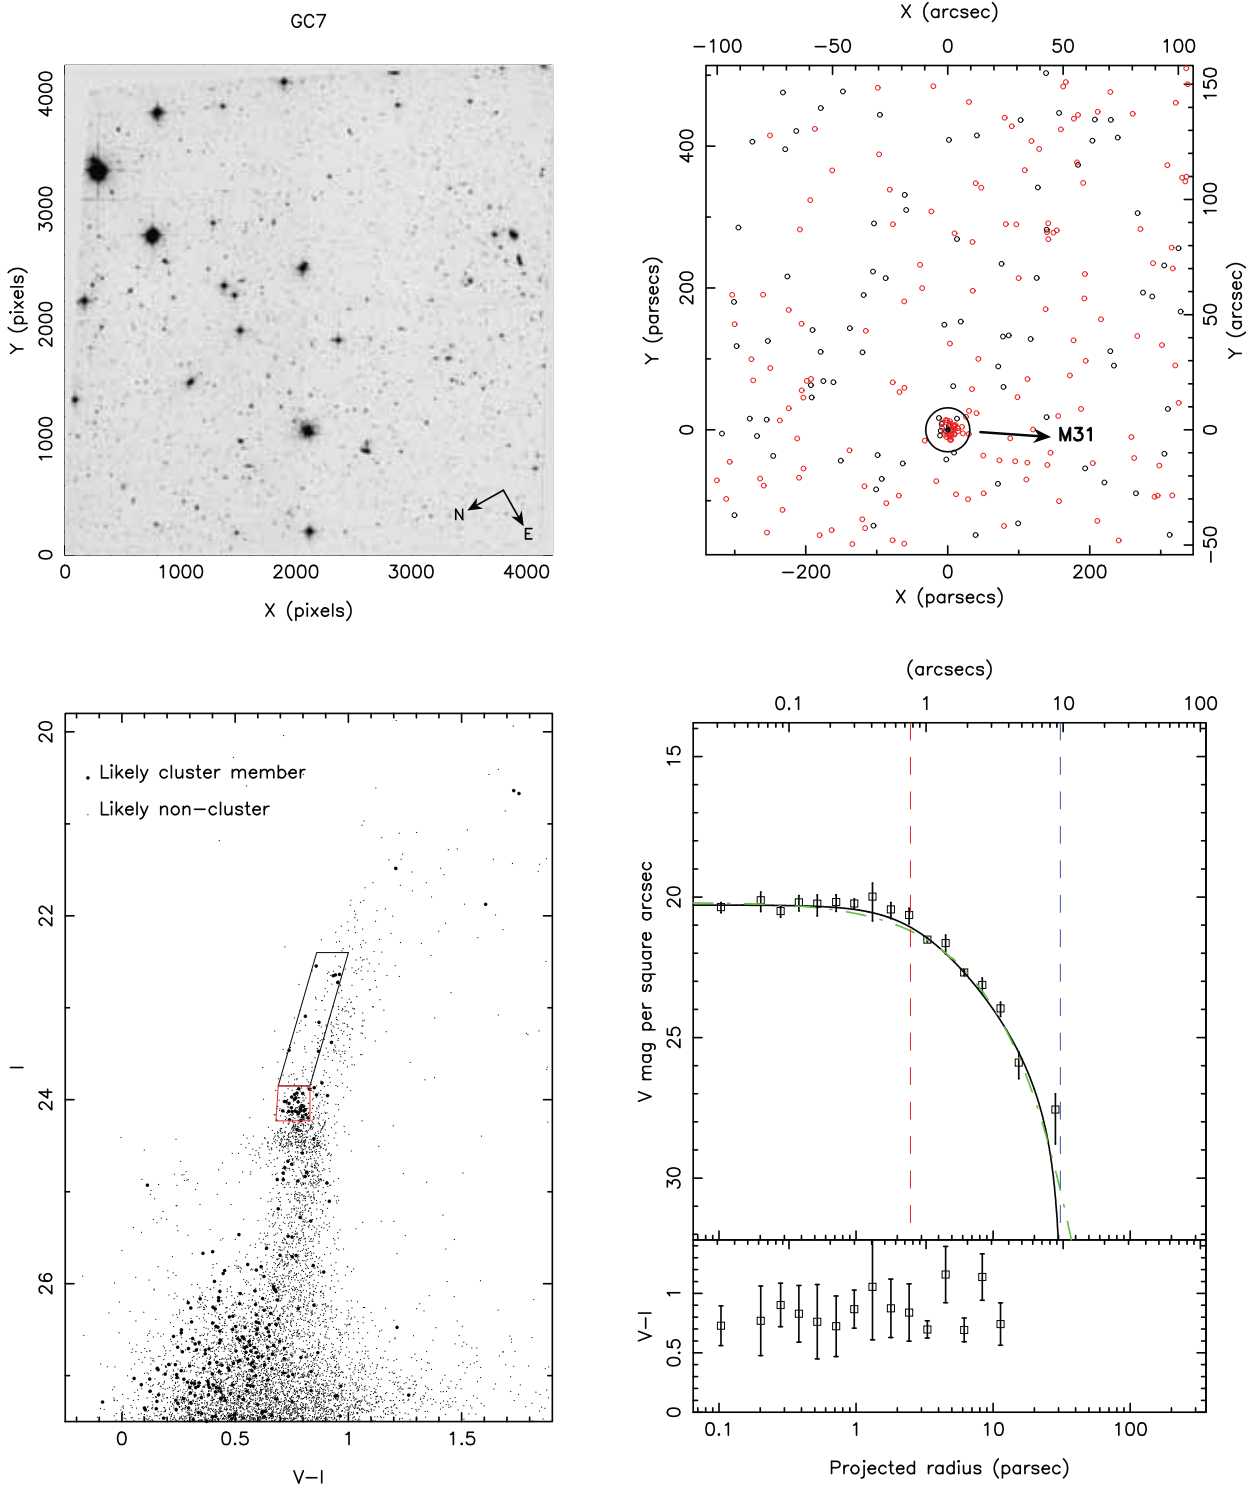 GC7
4000
3000
2000
1000
0
Y (pixels)
0 1000 2000 3000 4000
X (pixels)
N
E
X (arcsec)
−100 −50 0 50 100
400
200
0
Y (parsecs)
150
100
50
0
−50
Y (arcsec)
M31
−200 0 200
X (parsecs)
20
22
24
26
I
Likely cluster member
Likely non−cluster
0 0.5 1 1.5
V−I
(arcsecs)
0.1 1 10 100
15
20
25
30
V mag per square arcsec
1
0.5
0
V−I
0.1 1 10 100
Projected radius (parsec)